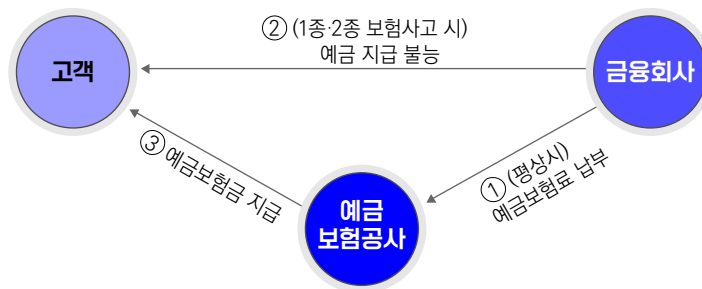 ② (1종·2종 보험사고 시)
예금 지급 불능
고객
금융회사
③ 예금보험금 지급
① (평상시)
예금보험료 납부
예금
보험공사